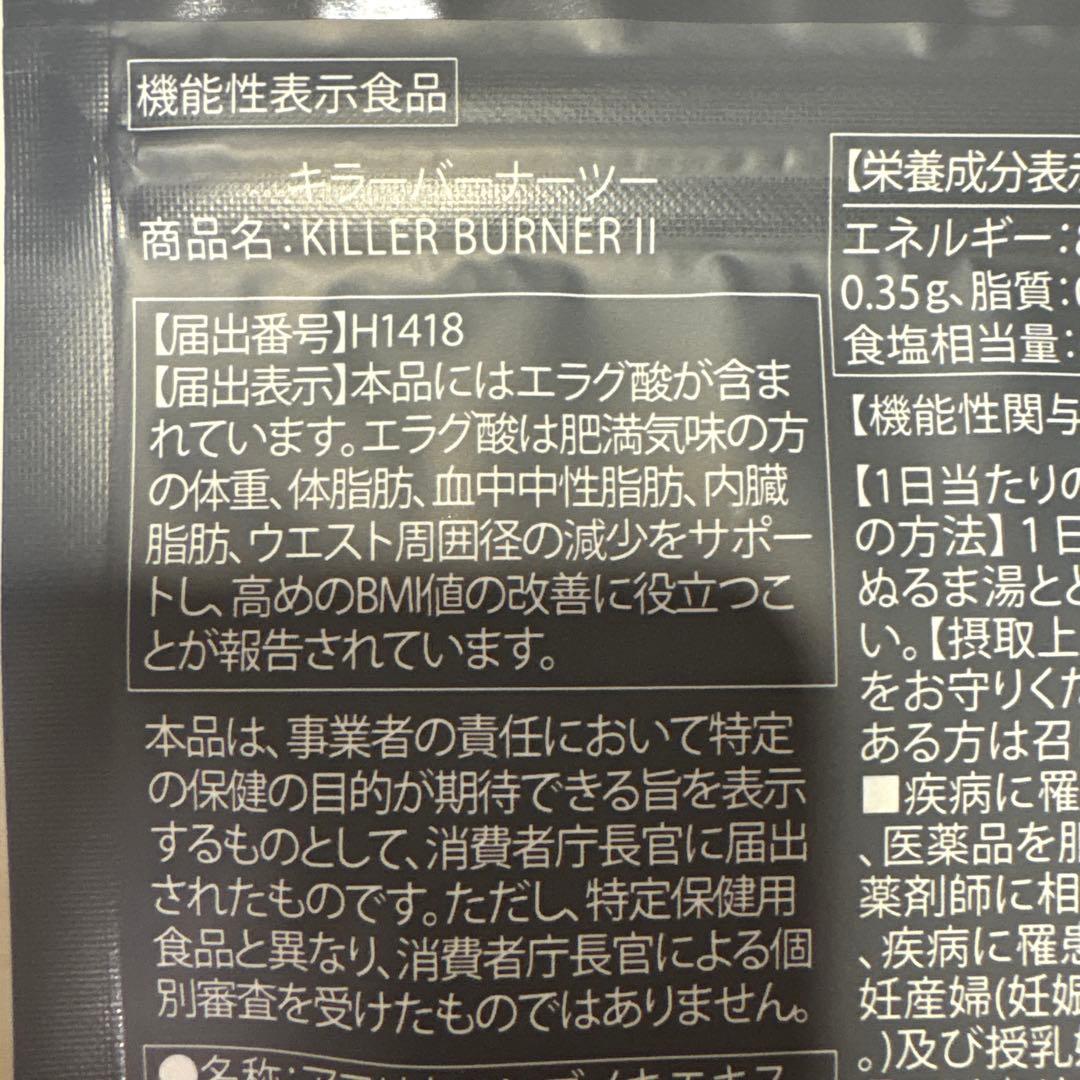 機能性表示食品
キラーバーナーツー
商品名：KILLER BURNER II
【届出番号】H1418
【届出表示】本品にはエラグ酸が含ま
れています。エラグ酸は肥満気味の方
の体重、体脂肪、血中中性脂肪、内臓
脂肪、ウエスト周囲径の減少をサポー
トし、高めのBMI値の改善に役立つこ
とが報告されています。
本品は、事業者の責任において特定
の保健の目的が期待できる旨を表示
するものとして、消費者庁長官に届出
されたものです。ただし、特定保健用
食品と異なり、消費者庁長官による個
別審査を受けたものではありません。
●名称：
【栄養成分表示
エネルギー：
0.35g、脂質：
食塩相当量：
【機能性関与
【1日当たりの
の方法】1日
ぬるま湯とと
い。【摂取上
をお守りくだ
ある方は召
■疾病に罹
、医薬品を服
薬剤師に相
、疾病に罹患
妊産婦(妊娠
。)及び授乳